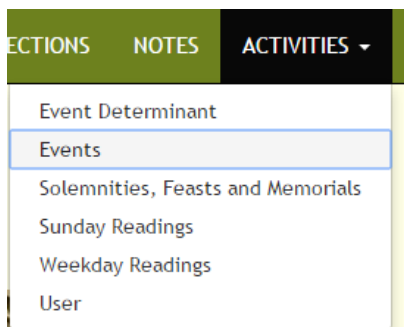 ECTIONS NOTES ACTIVITIES
Event Determinant
Events
Solemnities, Feasts and Memorials
Sunday Readings
Weekday Readings
User